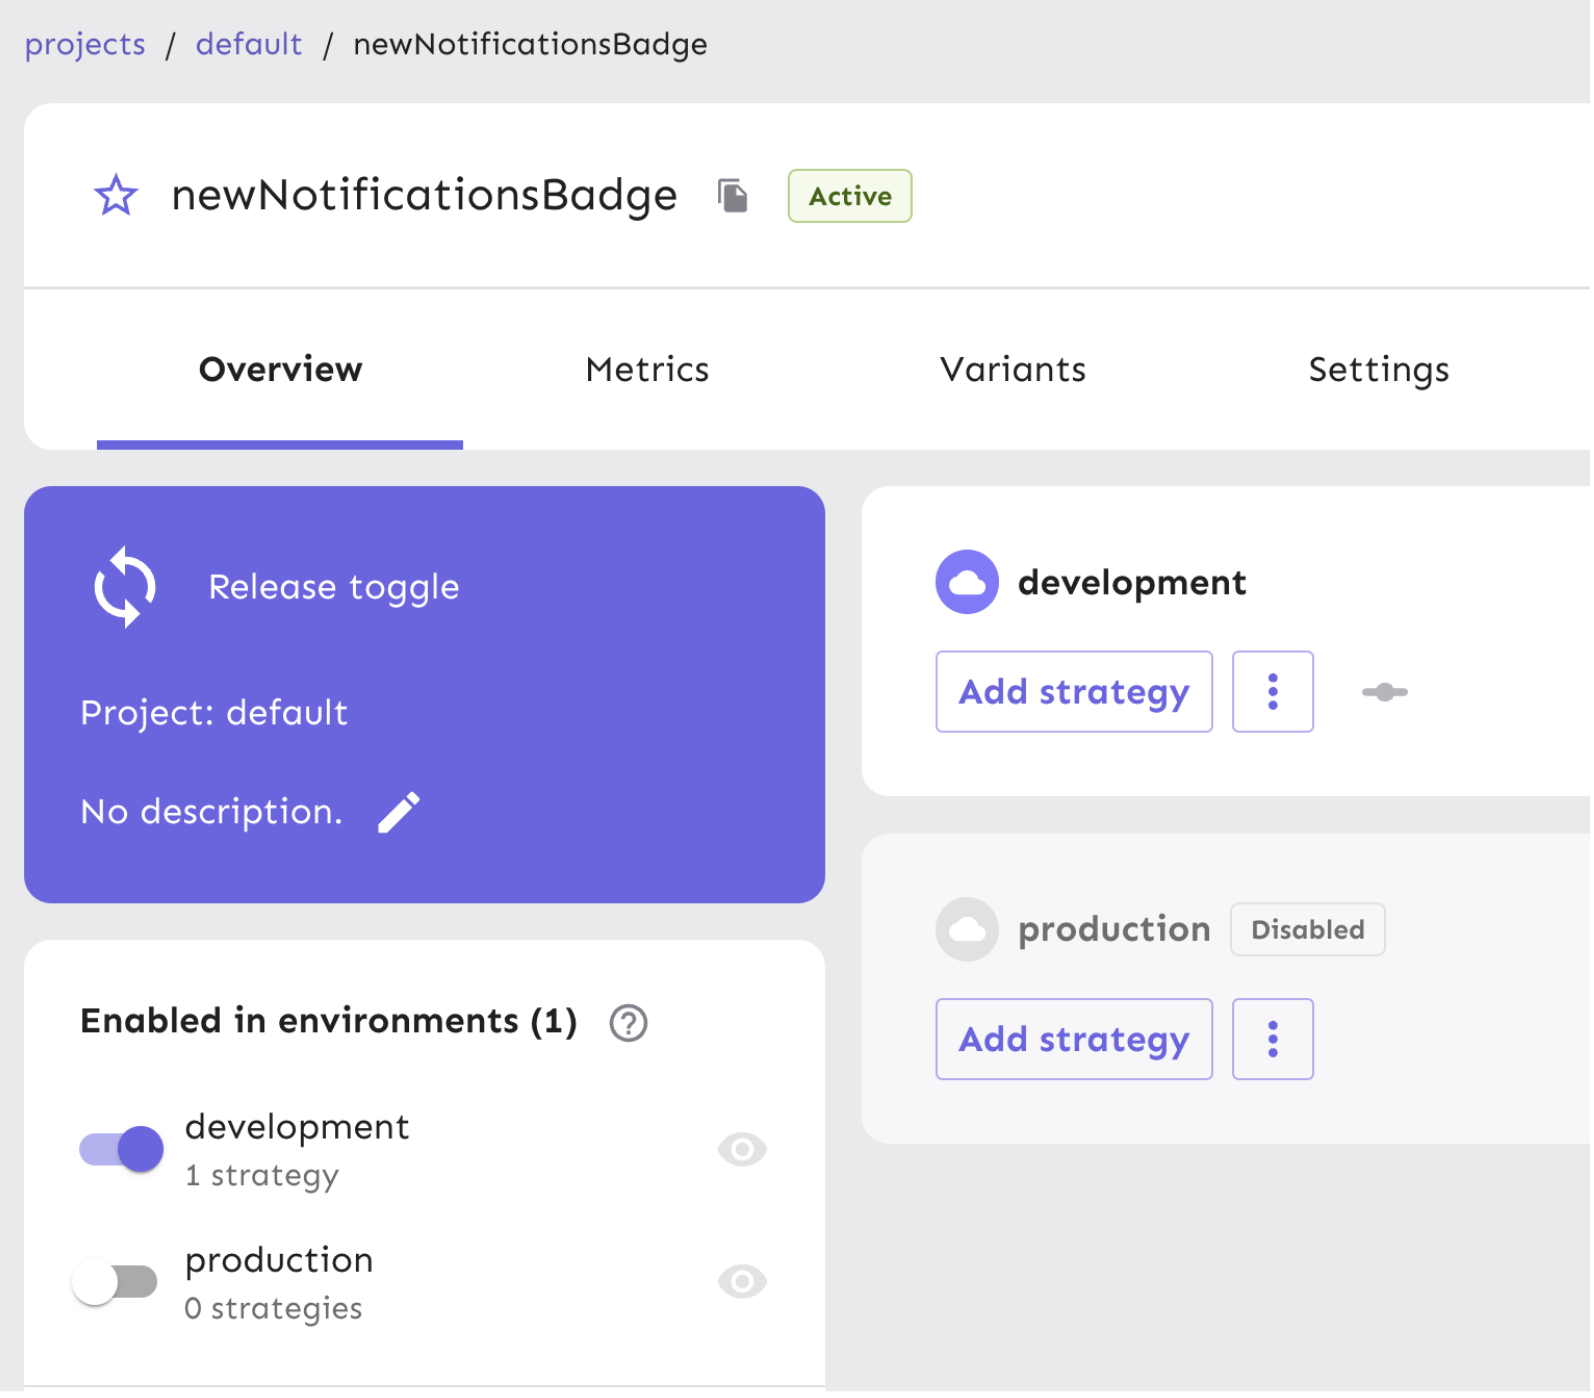 projects / default / newNotificationsBadge
newNotificationsBadge Active
Overview Metrics Variants Settings
Release toggle
Project: default
No description.
Enabled in environments (1)
development
1 strategy
production
0 strategies
development
Add strategy
production Disabled
Add strategy